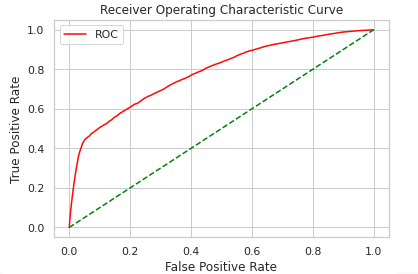 Receiver Operating Characteristic Curve
ROC
True Positive Rate
1.0
0.8
0.6
0.4
0.2
0.0
0.0 0.2 0.4 0.6 0.8 1.0
False Positive Rate